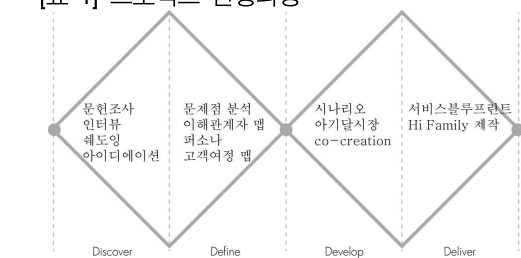 문헌조사
인터뷰
쉐도잉
아이디에이션
문제점 분석
이해관계자 맵
퍼소나
고객여정 맵
시나리오
아기달시장
co-creation
서비스블루프린트
Hi Family 제작
Discover
Define
Develop
Deliver